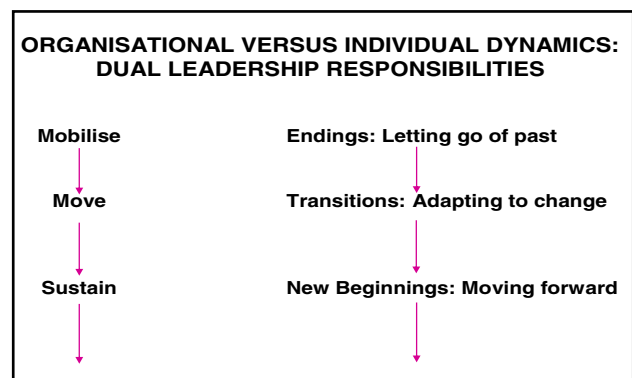 ORGANISATIONAL VERSUS INDIVIDUAL DYNAMICS:
DUAL LEADERSHIP RESPONSIBILITIES
Mobilise
Endings: Letting go of past
Move
Transitions: Adapting to change
Sustain
New Beginnings: Moving forward